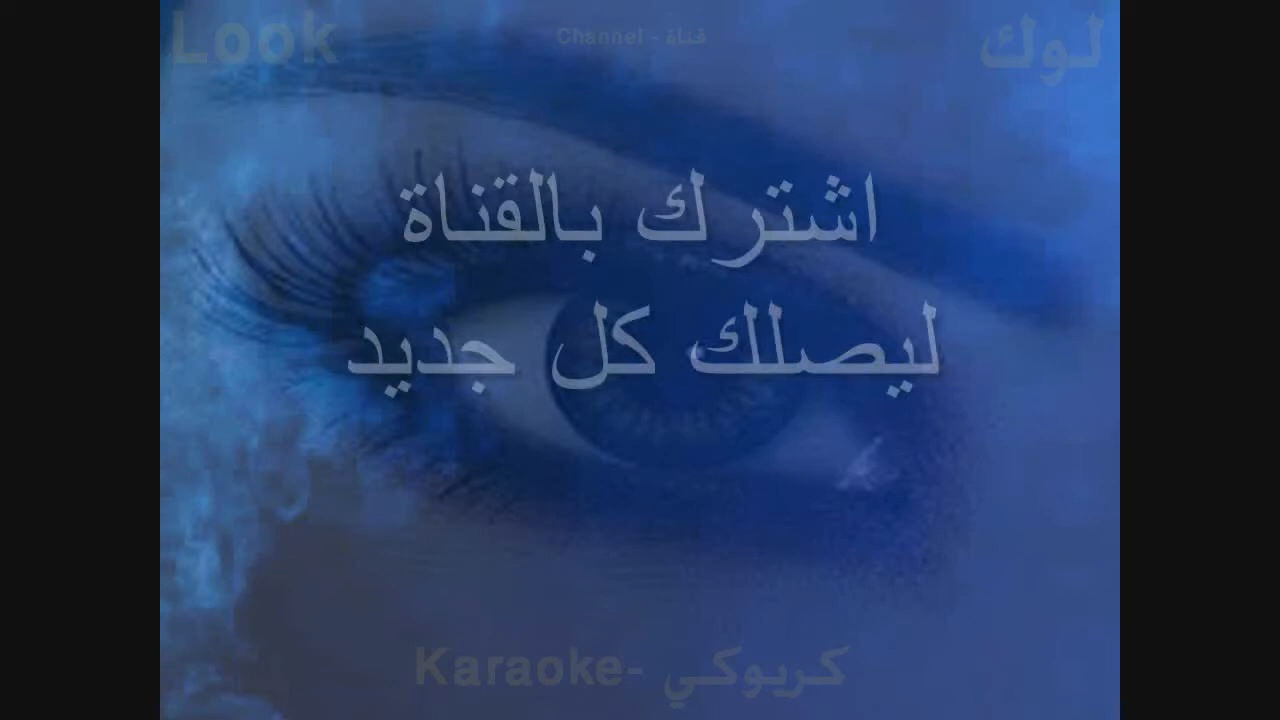 Look
Channel - قناة
لوك
اشترك بالقناة
ليصلك كل جديد
Karaoke- كريوكي